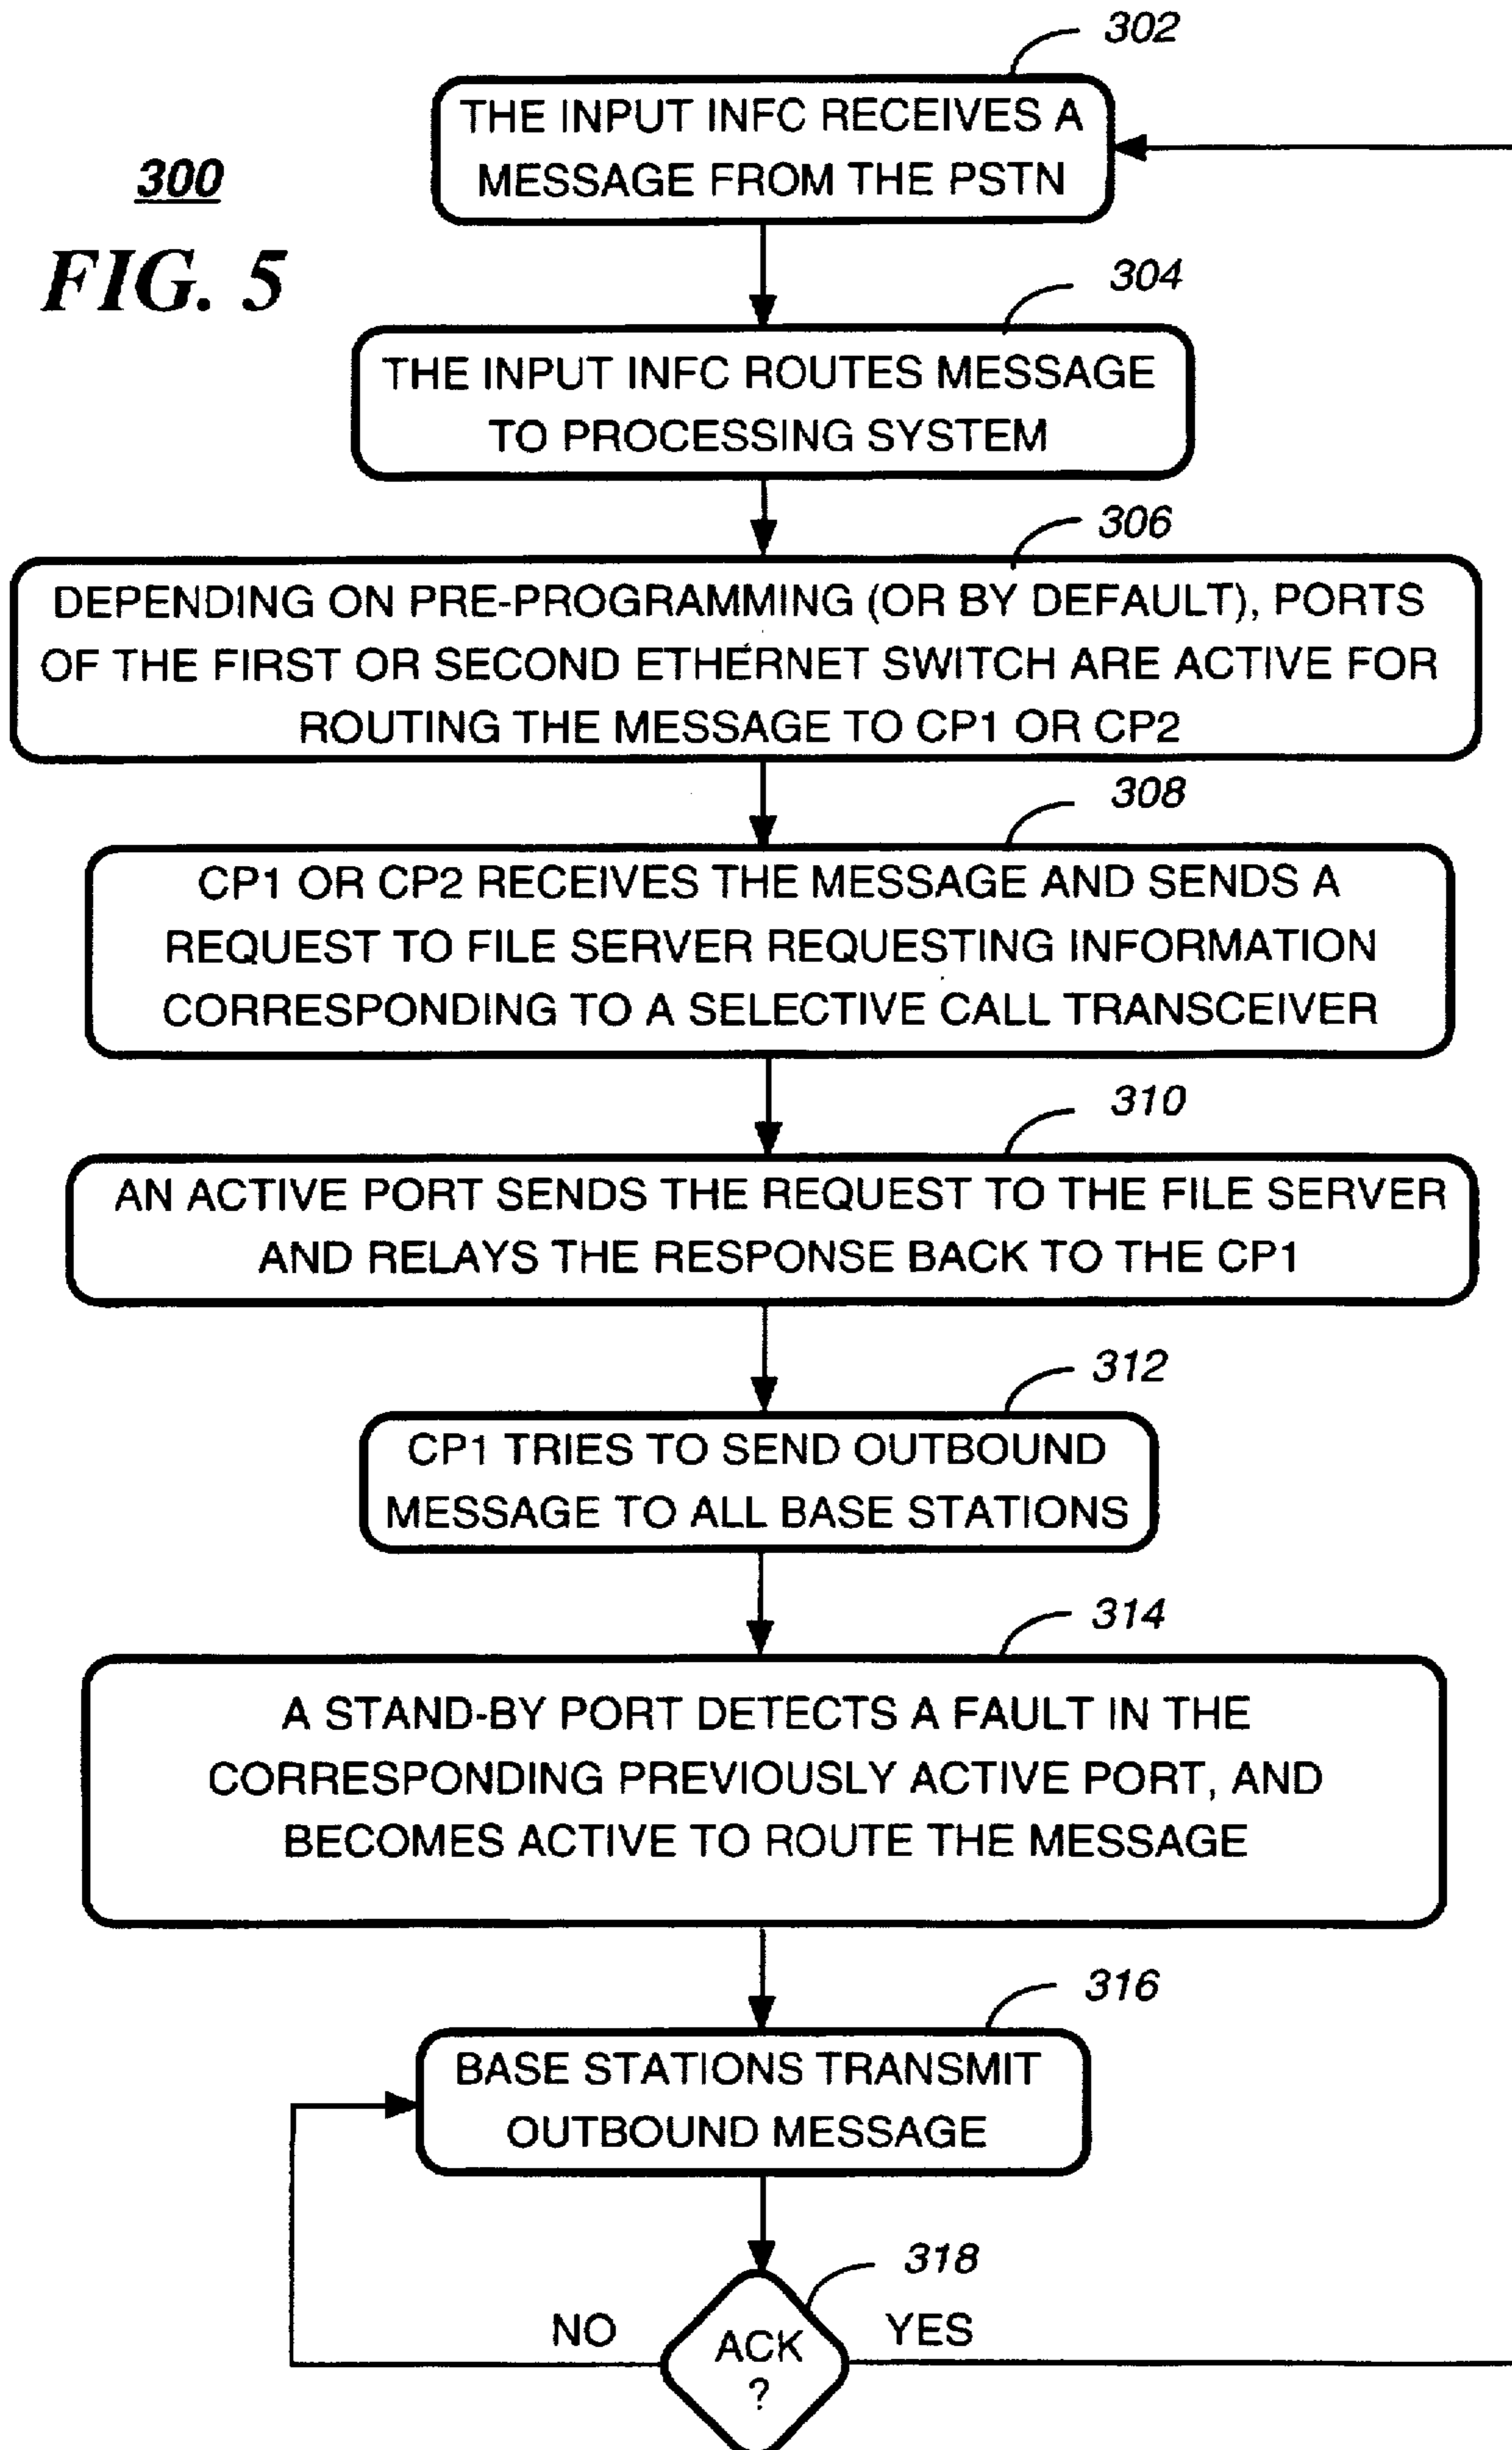 302
THE INPUT INFC RECEIVES A
MESSAGE FROM THE PSTN
300
FIG. 5
304
THE INPUT INFC ROUTES MESSAGE
TO PROCESSING SYSTEM
306
DEPENDING ON PRE-PROGRAMMING (OR BY DEFAULT), PORTS
OF THE FIRST OR SECOND ETHERNET SWITCH ARE ACTIVE FOR
ROUTING THE MESSAGE TO CP1 OR CP2
308
CP1 OR CP2 RECEIVES THE MESSAGE AND SENDS A
REQUEST TO FILE SERVER REQUESTING INFORMATION
CORRESPONDING TO A SELECTIVE CALL TRANSCEIVER
310
AN ACTIVE PORT SENDS THE REQUEST TO THE FILE SERVER
AND RELAYS THE RESPONSE BACK TO THE CP1
312
CP1 TRIES TO SEND OUTBOUND
MESSAGE TO ALL BASE STATIONS
314
A STAND-BY PORT DETECTS A FAULT IN THE
CORRESPONDING PREVIOUSLY ACTIVE PORT, AND
BECOMES ACTIVE TO ROUTE THE MESSAGE
316
BASE STATIONS TRANSMIT
OUTBOUND MESSAGE
318
NO
ACK
?
YES